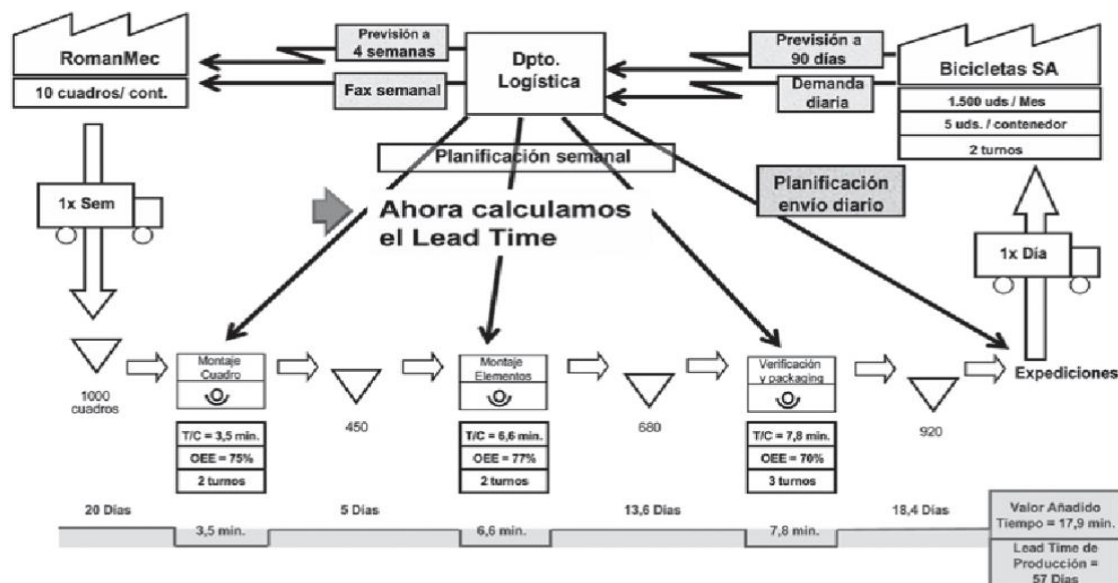 RomanMec
10 cuadros/ cont.
Previsión a
4 semanas
Fax semanal
Dpto.
Logística
Previsión a
90 días
Demanda
diaria
Bicicletas SA
1.500 uds / Mes
5 uds. / contenedor
2 turnos
Planificación semanal
Planificación
envío diario
1x Sem
Ahora calculamos
el Lead Time
1x Día
1000
cuadros
Montaje
Cuadro
450
Montaje
Elementos
680
Verificación
y packaging
920
Expediciones
T/C = 3,5 min.
OEE = 75%
2 turnos
T/C = 6,6 min.
OEE = 77%
2 turnos
T/C = 7,8 min.
OEE = 70%
3 turnos
20 Días
3,5 min.
5 Días
6,6 min.
13,6 Días
7,8 min.
18,4 Días
Valor Añadido
Tiempo = 17,9 min.
Lead Time de
Producción =
57 Días